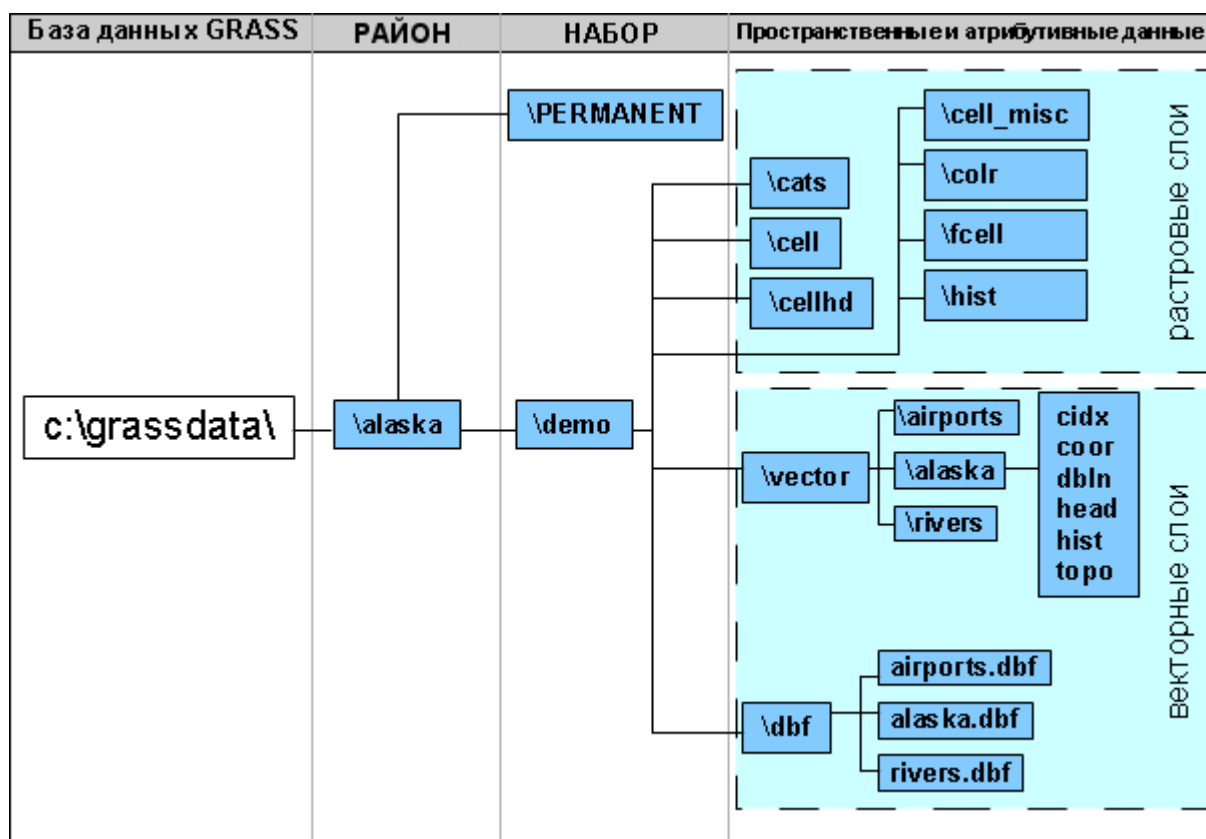 База данных GRASS
РАЙОН
НАБОР
Пространственные и атрибутивные данные
\PERMANENT
\cell_misc
\cats
\colr
\cell
\fcell
\cellhd
\hist
растровые слои
c:\grassdata\
\alaska
\demo
\vector
\airports
\alaska
\rivers
cidx
coor
dbln
head
hist
topo
векторные слои
\dbf
airports.dbf
alaska.dbf
rivers.dbf